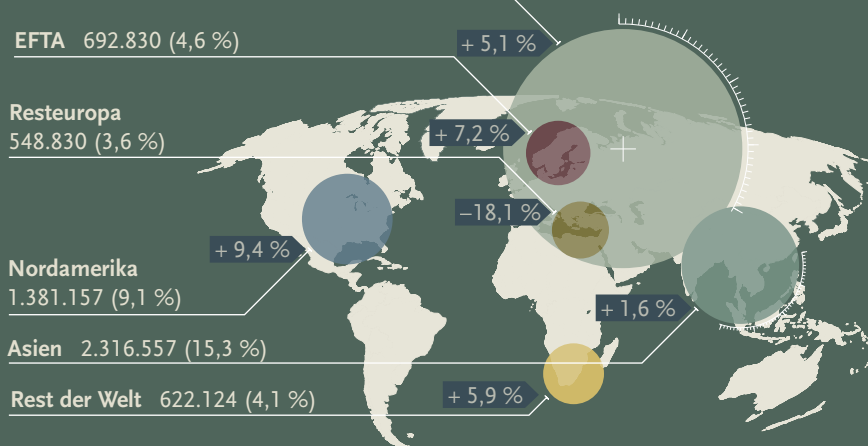 + 5,1 %
EFTA 692.830 (4,6 %)
+ 7,2 %
Resteuropa
548.830 (3,6 %)
–18,1 %
+ 9,4 %
Nordamerika
1.381.157 (9,1 %)
+ 1,6 %
Asien 2.316.557 (15,3 %)
+ 5,9 %
Rest der Welt 622.124 (4,1 %)